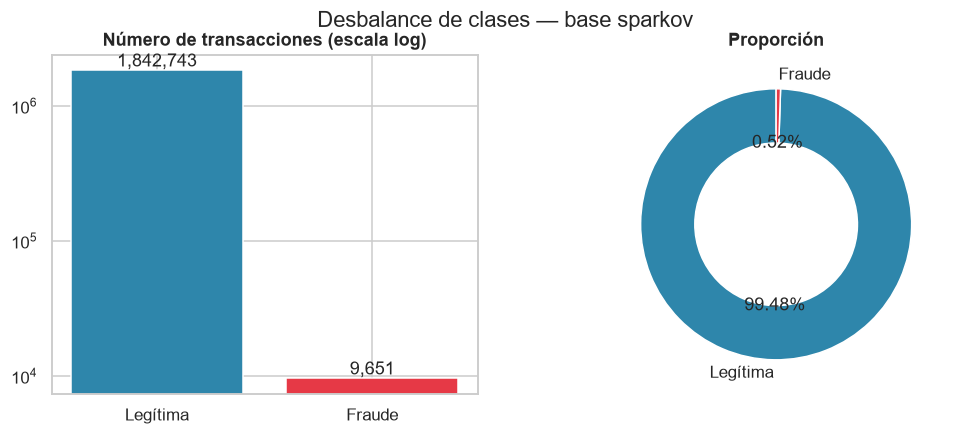 Desbalance de clases — base sparkov
Número de transacciones (escala log)
1,842,743
10⁶
10⁵
10⁴
9,651
Legítima
Fraude
Proporción
Fraude
0.52%
99.48%
Legítima